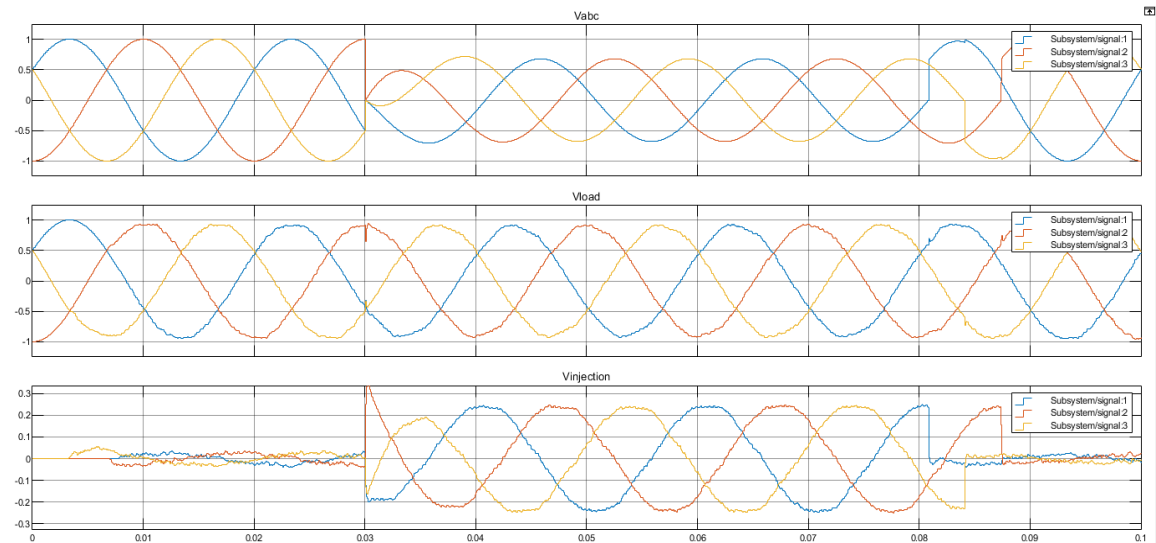 Vabc
1
0.5
0
-0.5
-1
Subsystem/signal:1
Subsystem/signal:2
Subsystem/signal:3
Vload
1
0.5
0
-0.5
-1
Subsystem/signal:1
Subsystem/signal:2
Subsystem/signal:3
Vinjection
0.3
0.2
0.1
0
-0.1
-0.2
-0.3
Subsystem/signal:1
Subsystem/signal:2
Subsystem/signal:3
0 0.01 0.02 0.03 0.04 0.05 0.06 0.07 0.08 0.09 0.1